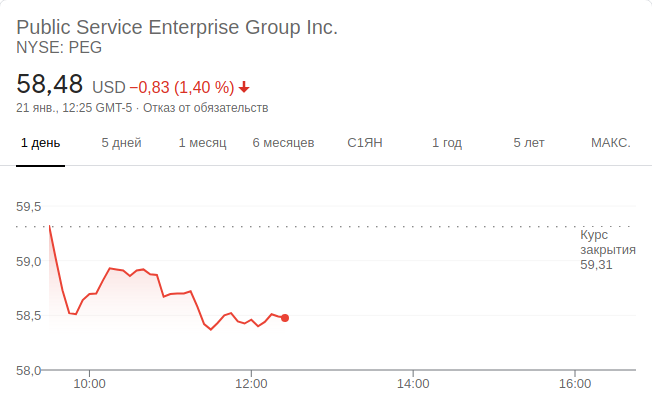 Public Service Enterprise Group Inc.
NYSE: PEG
58,48 USD −0,83 (1,40 %)
21 янв., 12:25 GMT-5 · Отказ от обязательств
1 день 5 дней 1 месяц 6 месяцев С1ЯН 1 год 5 лет МАКС.
59,5
Курс
закрытия
59,0
59,31
58,5
58,0
10:00 12:00 14:00 16:00